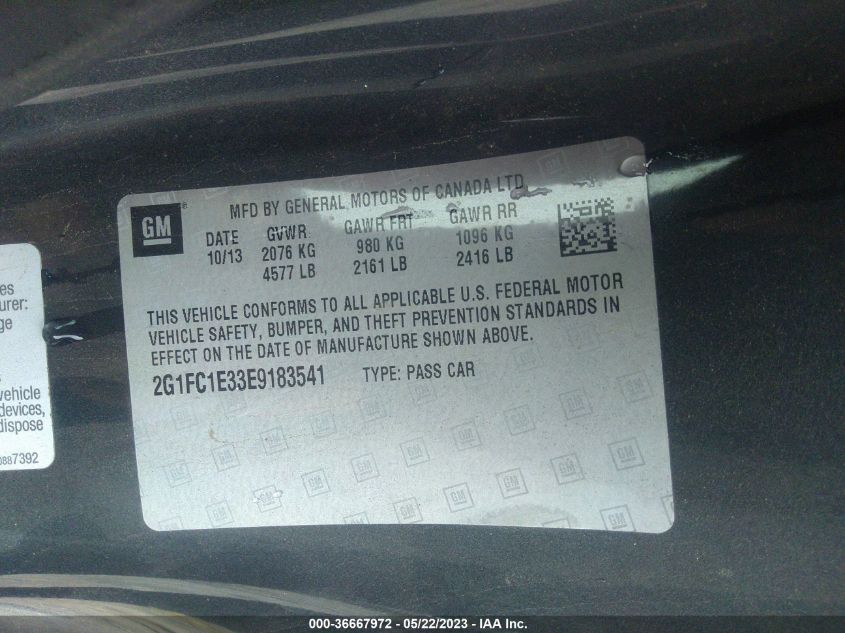 GM
MFD BY GENERAL MOTORS OF CANADA LTD
DATE GVWR GAWR FRT GAWR RR
10/13 2076 KG 980 KG 1096 KG
4577 LB 2161 LB 2416 LB
THIS VEHICLE CONFORMS TO ALL APPLICABLE U.S. FEDERAL MOTOR
VEHICLE SAFETY, BUMPER, AND THEFT PREVENTION STANDARDS IN
EFFECT ON THE DATE OF MANUFACTURE SHOWN ABOVE.
2G1FC1E33E9183541 TYPE: PASS CAR
vehicle
devices,
dispose
000-36667972 - 05/22/2023 - IAA Inc.